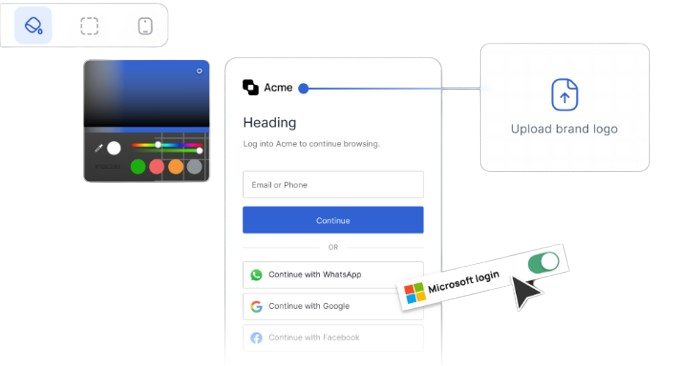 Acme
Heading
Log into Acme to continue browsing.
Email or Phone
Continue
OR
Continue with WhatsApp
Continue with Google
Continue with Facebook
Upload brand logo
Microsoft login